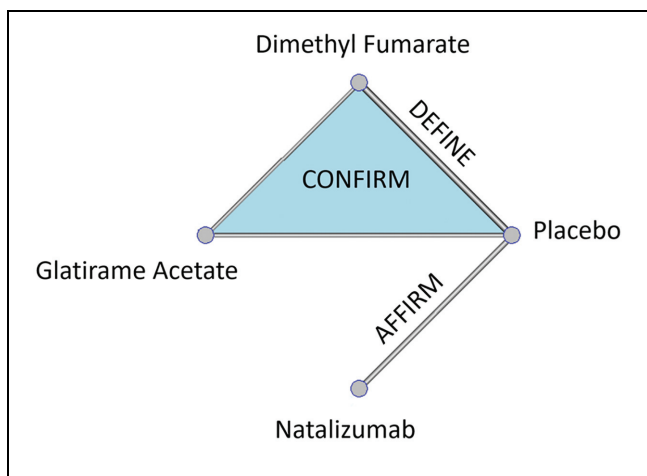 Dimethyl Fumarate
DEFINE
CONFIRM
Placebo
Glatirame Acetate
AFFIRM
Natalizumab